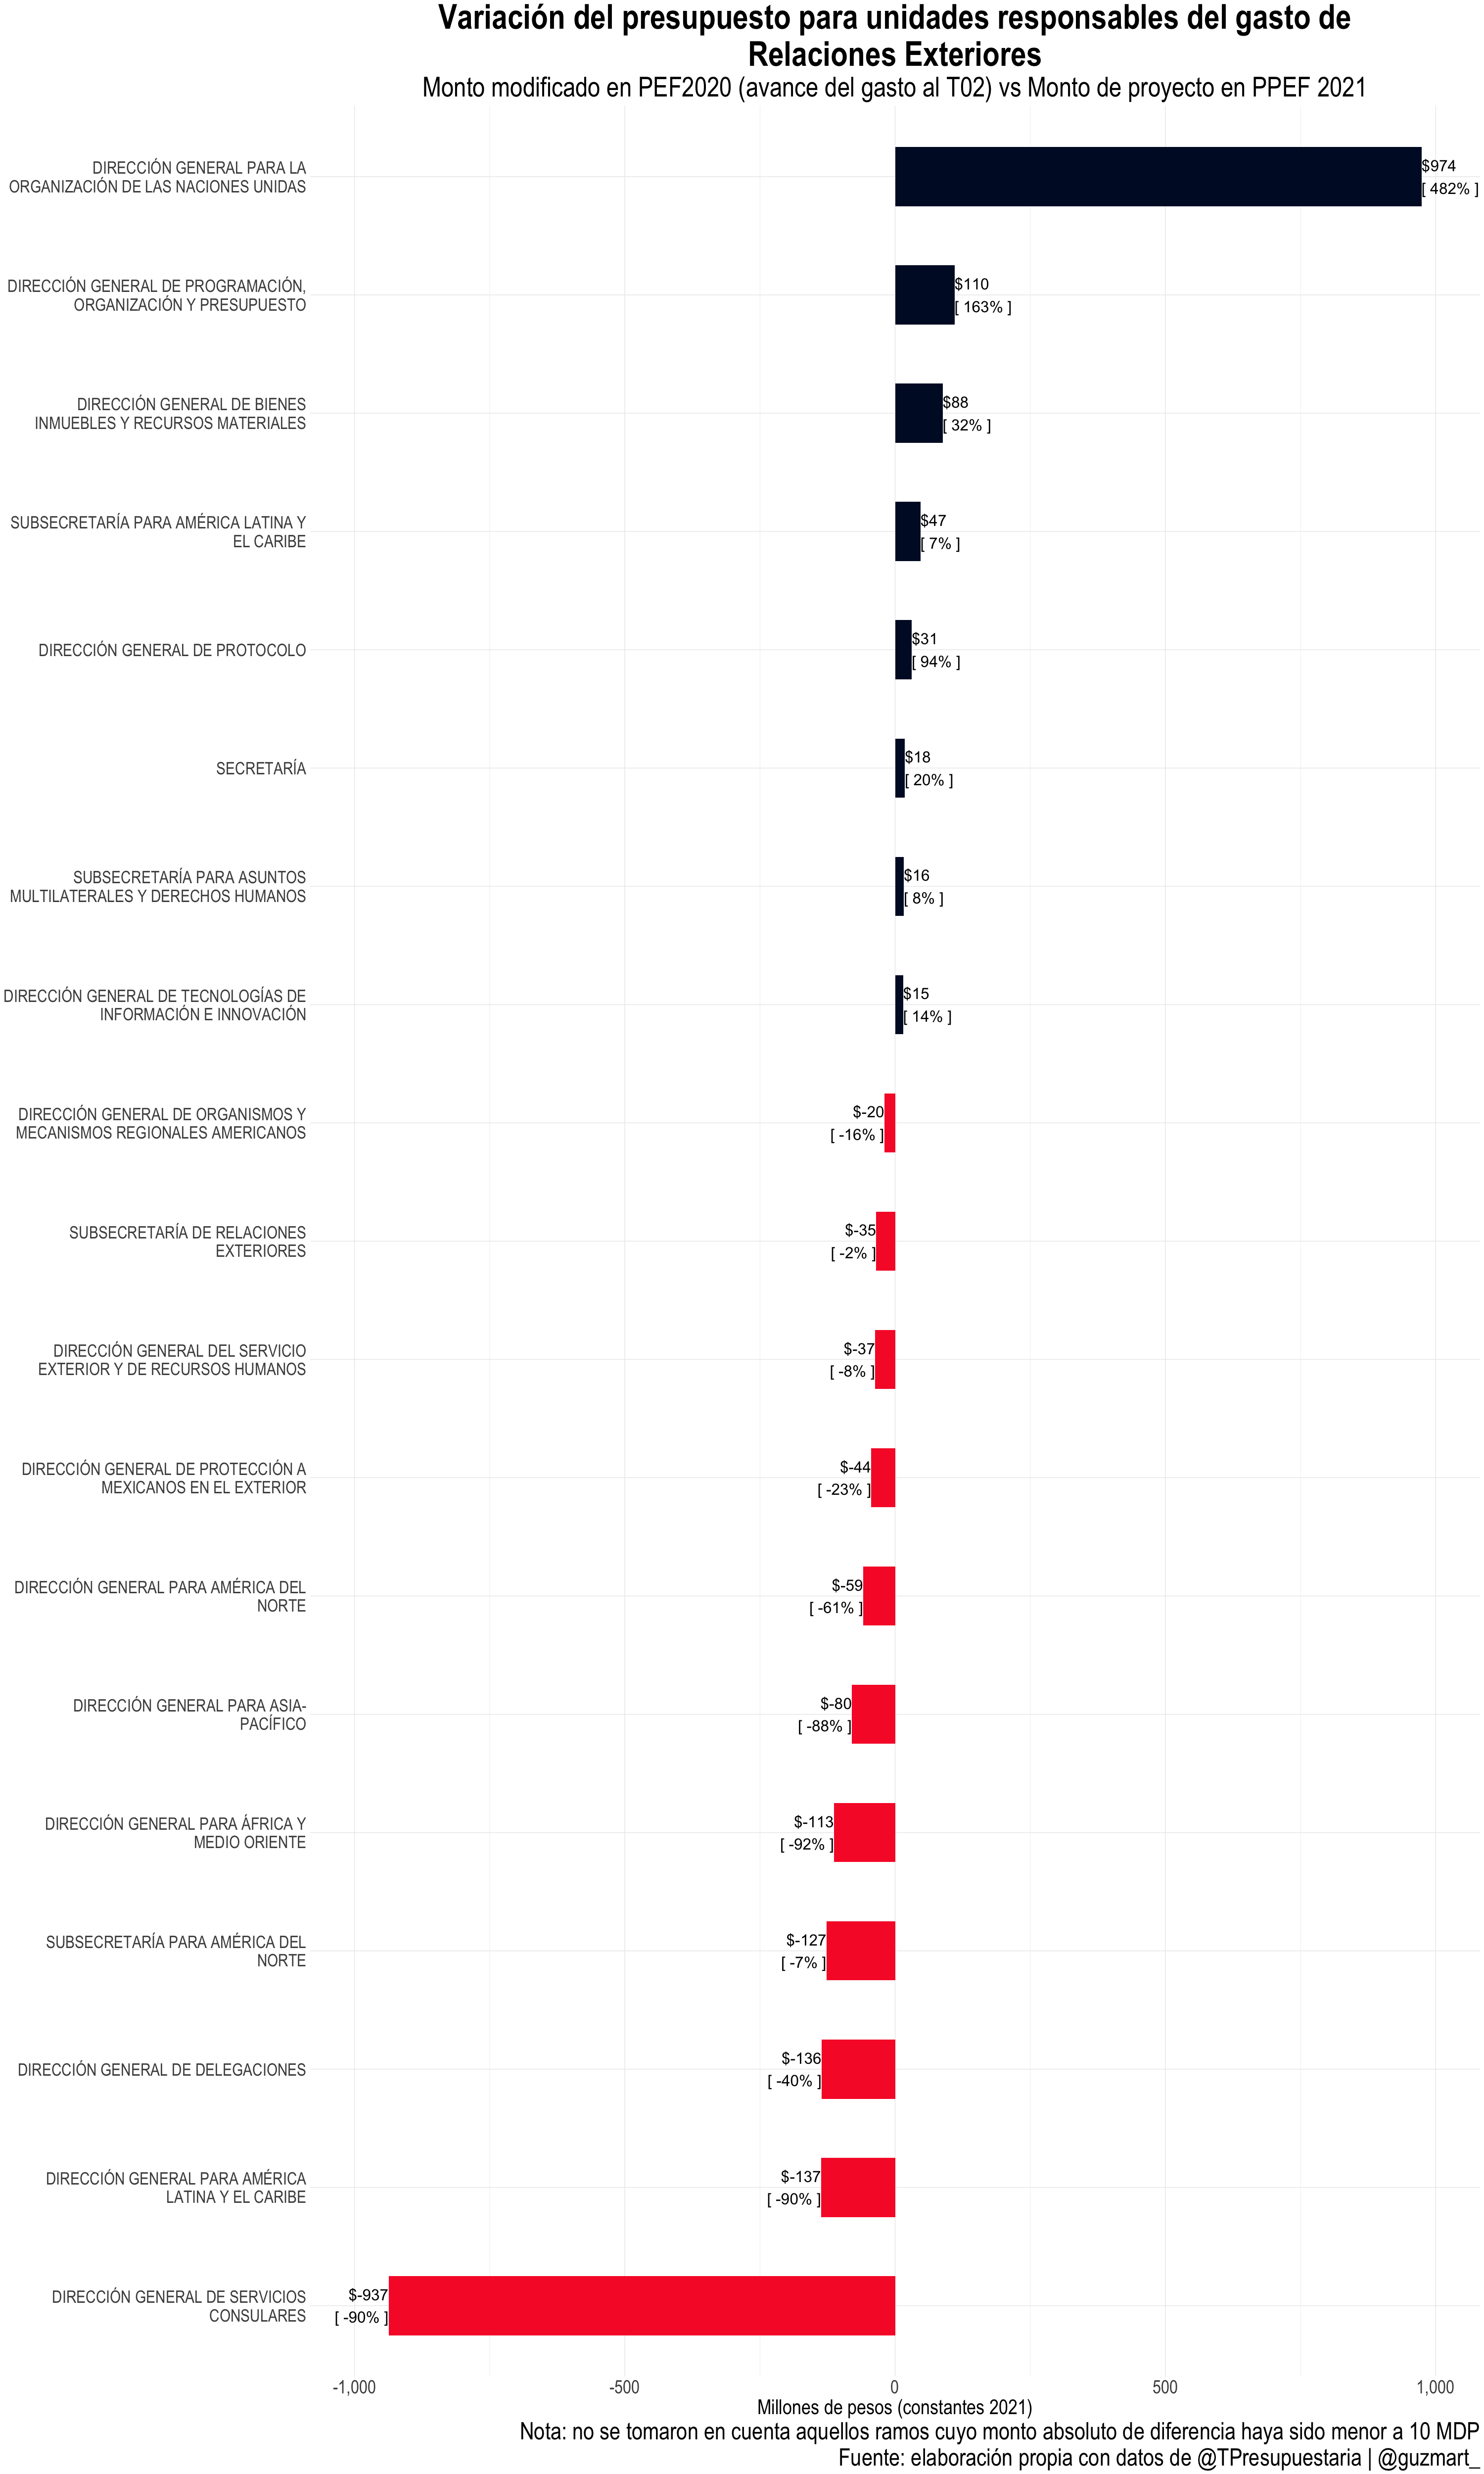 Variación del presupuesto para unidades responsables del gasto de
Relaciones Exteriores
Monto modificado en PEF2020 (avance del gasto al T02) vs Monto de proyecto en PPEF 2021
DIRECCIÓN GENERAL PARA LA
ORGANIZACIÓN DE LAS NACIONES UNIDAS
$974
[ 482% ]
DIRECCIÓN GENERAL DE PROGRAMACIÓN,
ORGANIZACIÓN Y PRESUPUESTO
$110
[ 163% ]
DIRECCIÓN GENERAL DE BIENES
INMUEBLES Y RECURSOS MATERIALES
$88
[ 32% ]
SUBSECRETARÍA PARA AMÉRICA LATINA Y
EL CARIBE
$47
[ 7% ]
DIRECCIÓN GENERAL DE PROTOCOLO
$31
[ 94% ]
SECRETARÍA
$18
[ 20% ]
SUBSECRETARÍA PARA ASUNTOS
MULTILATERALES Y DERECHOS HUMANOS
$16
[ 8% ]
DIRECCIÓN GENERAL DE TECNOLOGÍAS DE
INFORMACIÓN E INNOVACIÓN
$15
[ 14% ]
DIRECCIÓN GENERAL DE ORGANISMOS Y
MECANISMOS REGIONALES AMERICANOS
$-20
[ -16% ]
SUBSECRETARÍA DE RELACIONES
EXTERIORES
$-35
[ -2% ]
DIRECCIÓN GENERAL DEL SERVICIO
EXTERIOR Y DE RECURSOS HUMANOS
$-37
[ -8% ]
DIRECCIÓN GENERAL DE PROTECCIÓN A
MEXICANOS EN EL EXTERIOR
$-44
[ -23% ]
DIRECCIÓN GENERAL PARA AMÉRICA DEL
NORTE
$-59
[ -61% ]
DIRECCIÓN GENERAL PARA ASIA-
PACÍFICO
$-80
[ -88% ]
DIRECCIÓN GENERAL PARA ÁFRICA Y
MEDIO ORIENTE
$-113
[ -92% ]
SUBSECRETARÍA PARA AMÉRICA DEL
NORTE
$-127
[ -7% ]
DIRECCIÓN GENERAL DE DELEGACIONES
$-136
[ -40% ]
DIRECCIÓN GENERAL PARA AMÉRICA
LATINA Y EL CARIBE
$-137
[ -90% ]
DIRECCIÓN GENERAL DE SERVICIOS
CONSULARES
$-937
[ -90% ]
-1,000 -500 0 500 1,000
Millones de pesos (constantes 2021)
Nota: no se tomaron en cuenta aquellos ramos cuyo monto absoluto de diferencia haya sido menor a 10 MDP
Fuente: elaboración propia con datos de @TPresupuestaria | @guzmart_